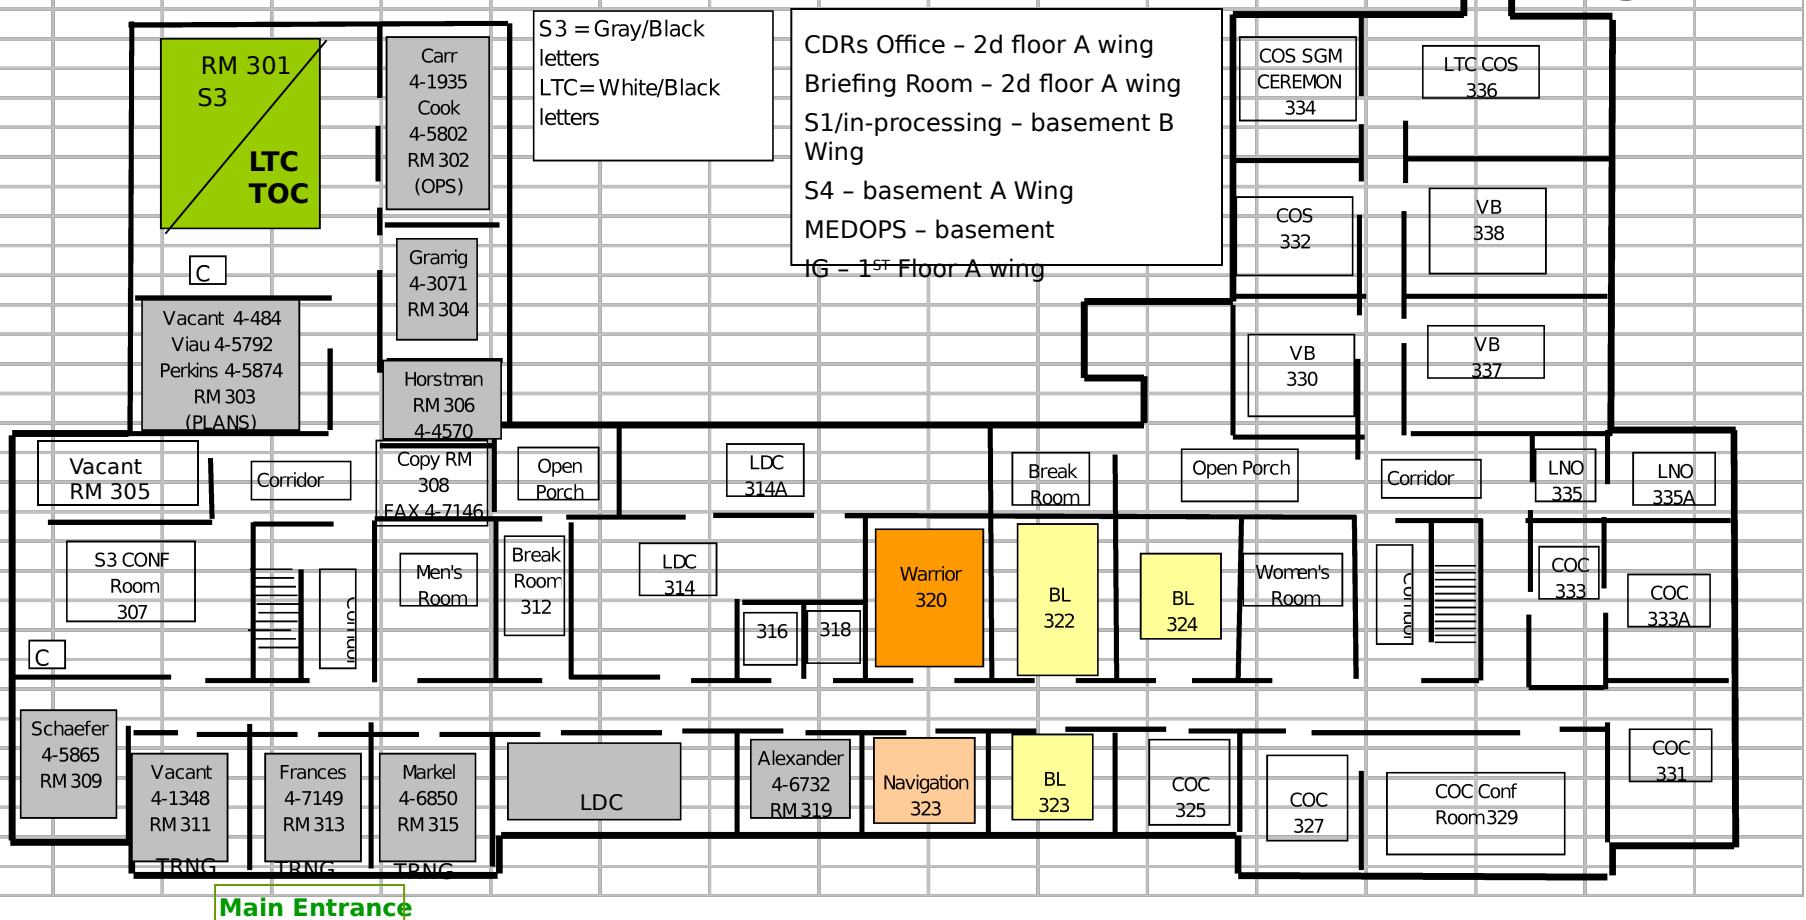 RM 301
S3
LTC
TOC
C
Carr
4-1935
Cook
4-5802
RM 302
(OPS)
Gramig
4-3071
RM 304
Vacant 4-484
Viau 4-5792
Perkins 4-5874
RM 303
(PLANS)
Horstman
RM 306
4-4570
S3 = Gray/Black
letters
LTC= White/Black
letters
CDRs Office – 2d floor A wing
Briefing Room – 2d floor A wing
S1/in-processing – basement B
Wing
S4 – basement A Wing
MEDOPS – basement
IG – 1ST Floor A wing
COS SGM
CEREMON
334
LTC COS
336
COS
332
VB
338
VB
330
VB
337
Vacant
RM 305
Corridor
Copy RM
308
FAX 4-7146
Open
Porch
LDC
314A
Break
Room
Open Porch
Corridor
LNO
335
LNO
335A
S3 CONF
Room
307
C
Corridor
Men's
Room
Break
Room
312
LDC
314
316
318
Warrior
320
BL
322
BL
324
Women's
Room
Corridor
COC
333
COC
333A
Schaefer
4-5865
RM 309
Vacant
4-1348
RM 311
TRNG
Frances
4-7149
RM 313
TRNG
Markel
4-6850
RM 315
TRNG
LDC
Alexander
4-6732
RM 319
Navigation
323
BL
323
COC
325
COC
327
COC Conf
Room 329
COC
331
Main Entrance